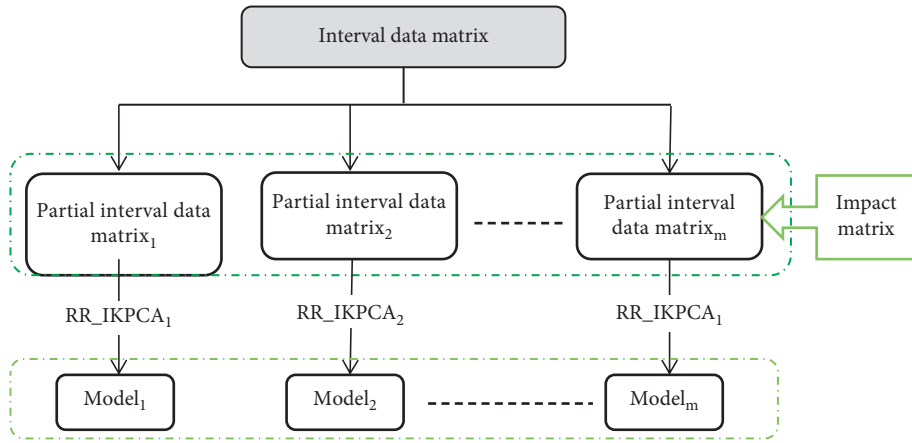 Interval data matrix
Partial interval data
matrix₁
Partial interval data
matrix₂
Partial interval
data matrixₘ
Impact
matrix
RR_IKPCA₁
RR_IKPCA₂
RR_IKPCA₁
Model₁
Model₂
Modelₘ